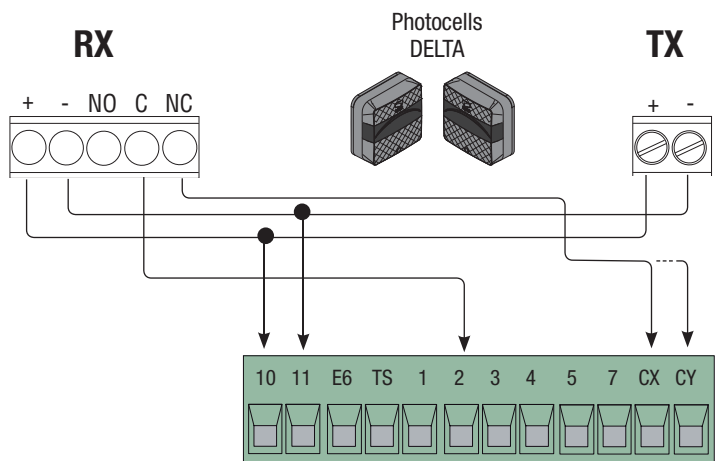 Photocells
DELTA
RX
TX
+ - NO C NC
+ -
10 11 E6 TS 1 2 3 4 5 7 CX CY